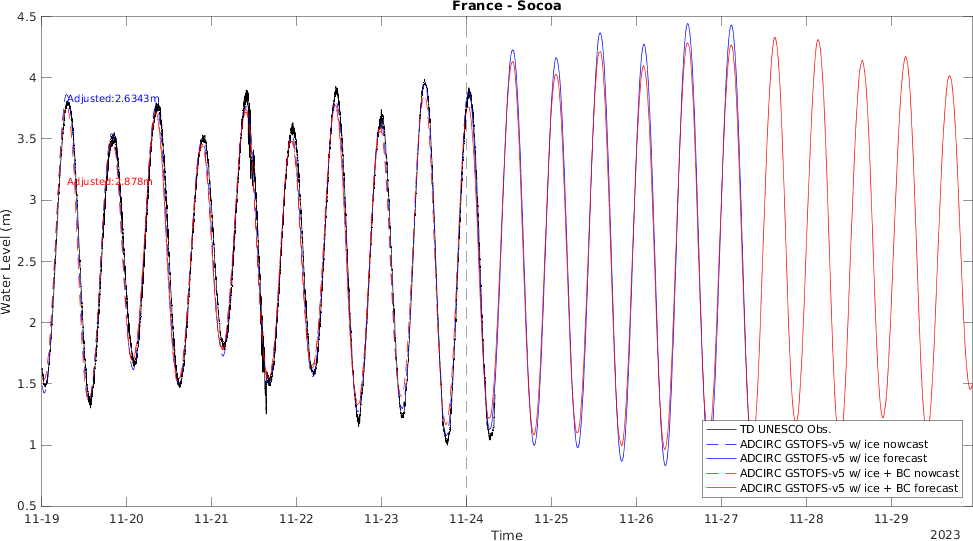 France - Socoa
4.5
4
3.5
3
2.5
2
1.5
1
0.5
Water Level (m)
Adjusted:2.6343m
Adjusted:2.878m
TD UNESCO Obs.
ADCIRC GSTOFS-v5 w/ ice nowcast
ADCIRC GSTOFS-v5 w/ ice forecast
ADCIRC GSTOFS-v5 w/ ice + BC nowcast
ADCIRC GSTOFS-v5 w/ ice + BC forecast
11-19 11-20 11-21 11-22 11-23 11-24 11-25 11-26 11-27 11-28 11-29
Time
2023